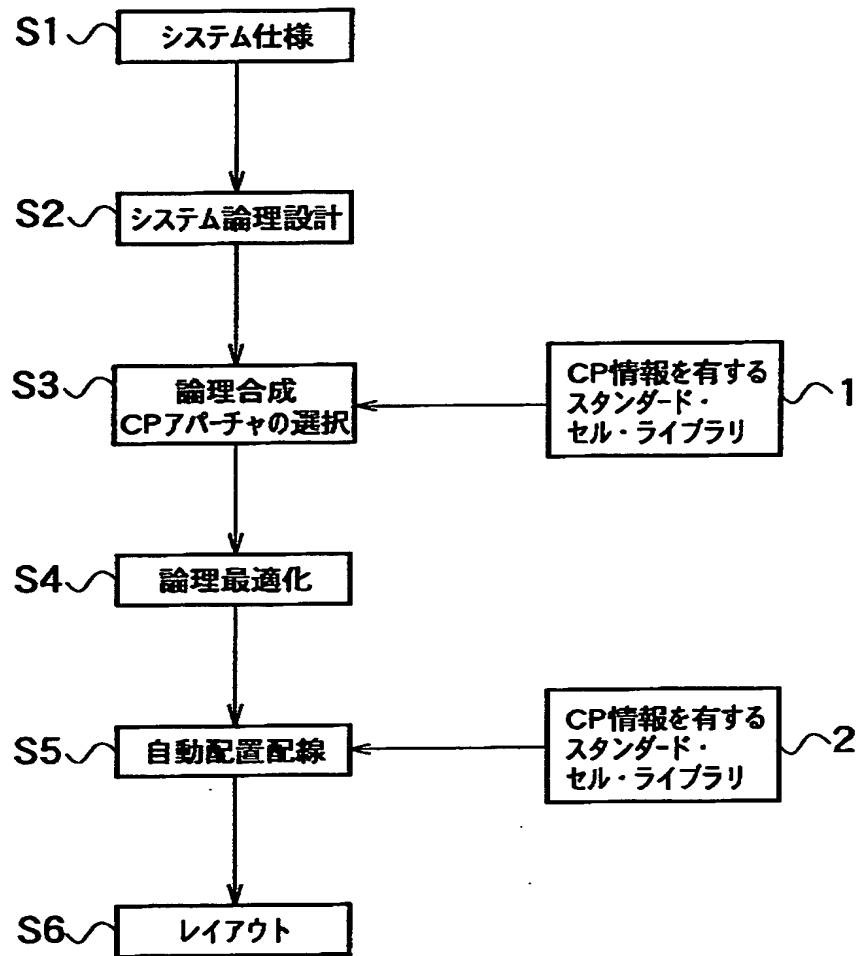 S1
システム仕様
S2
システム論理設計
S3
論理合成
CPアパーチャの選択
CP情報を有する
スタンダード・
セル・ライブラリ
1
S4
論理最適化
S5
自動配置配線
CP情報を有する
スタンダード・
セル・ライブラリ
2
S6
レイアウト